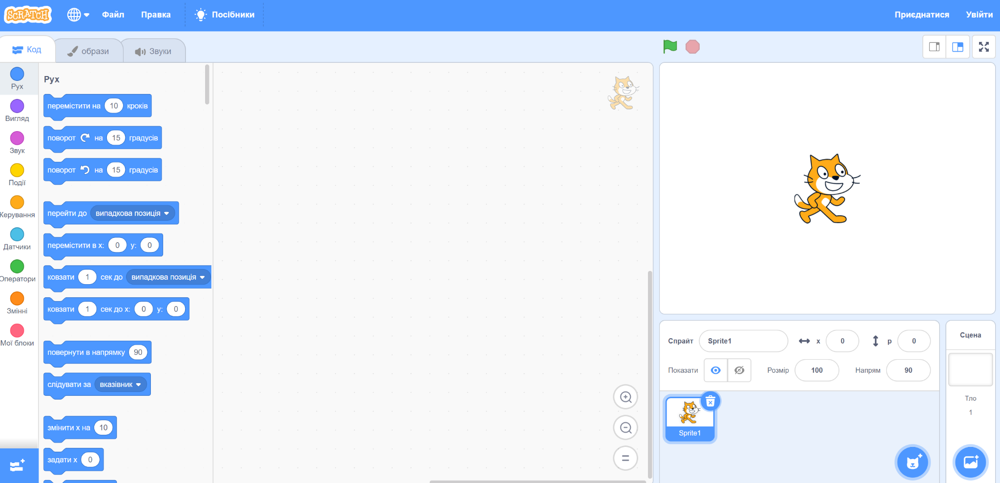 SCRATCH
Файл
Правка
Посібники
Приєднатися
Увійти
Код
образи
Звуки
Рух
Вигляд
Звук
Події
Керування
Датчики
Оператори
Змінні
Мої блоки
Рух
перемістити на 10 кроків
поворот на 15 градусів
поворот на 15 градусів
перейти до випадкова позиція
перемістити в x: 0 y: 0
ковзати 1 сек до випадкова позиція
ковзати 1 сек до x: 0 y: 0
повернути в напрямку 90
слідувати за вказівник
змінити x на 10
задати x 0
Спрайт Sprite1 x 0 р 0
Показати Розмір 100 Напрям 90
Sprite1
Сцена
Тло
1